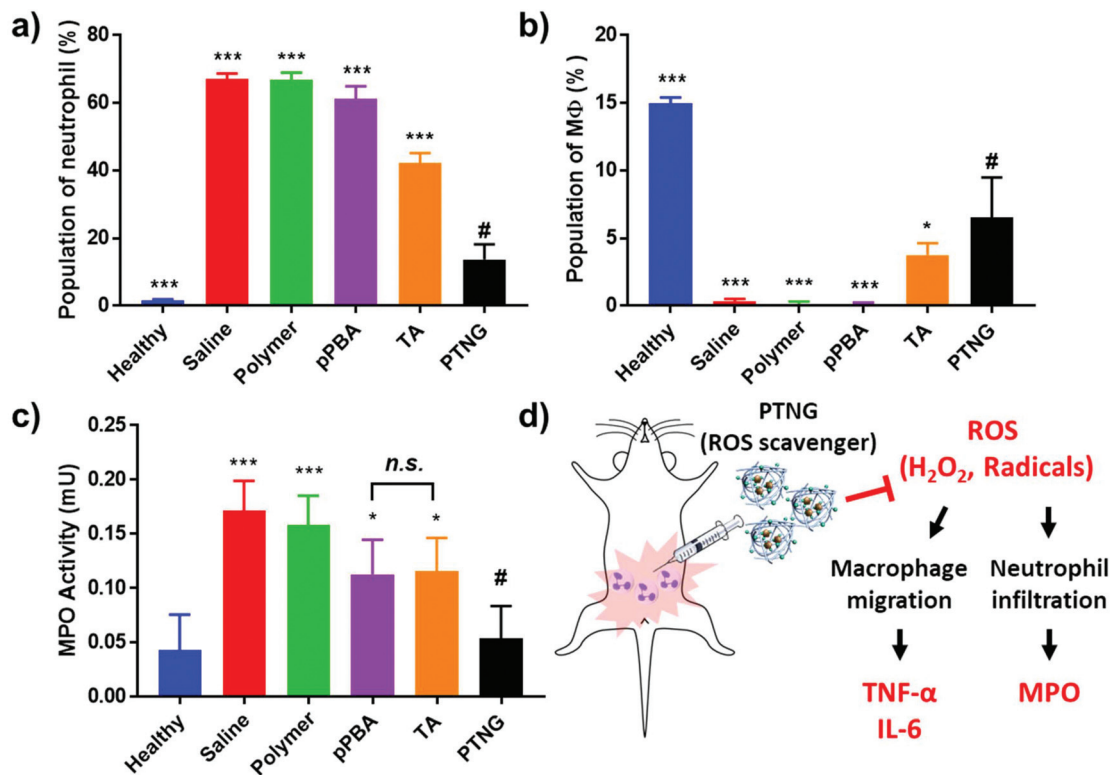 a)
Population of neutrophil (%)
80
60
40
20
0
***
***
***
***
***
#
Healthy
Saline
Polymer
pPBA
TA
PTNG
b)
Population of MΦ (%)
20
15
10
5
0
***
***
***
***
*
#
Healthy
Saline
Polymer
pPBA
TA
PTNG
c)
MPO Activity (mU)
0.25
0.20
0.15
0.10
0.05
0.00
***
***
n.s.
*
*
#
Healthy
Saline
Polymer
pPBA
TA
PTNG
d)
PTNG
(ROS scavenger)
ROS
(H₂O₂, Radicals)
Macrophage
migration
Neutrophil
infiltration
TNF-α
IL-6
MPO